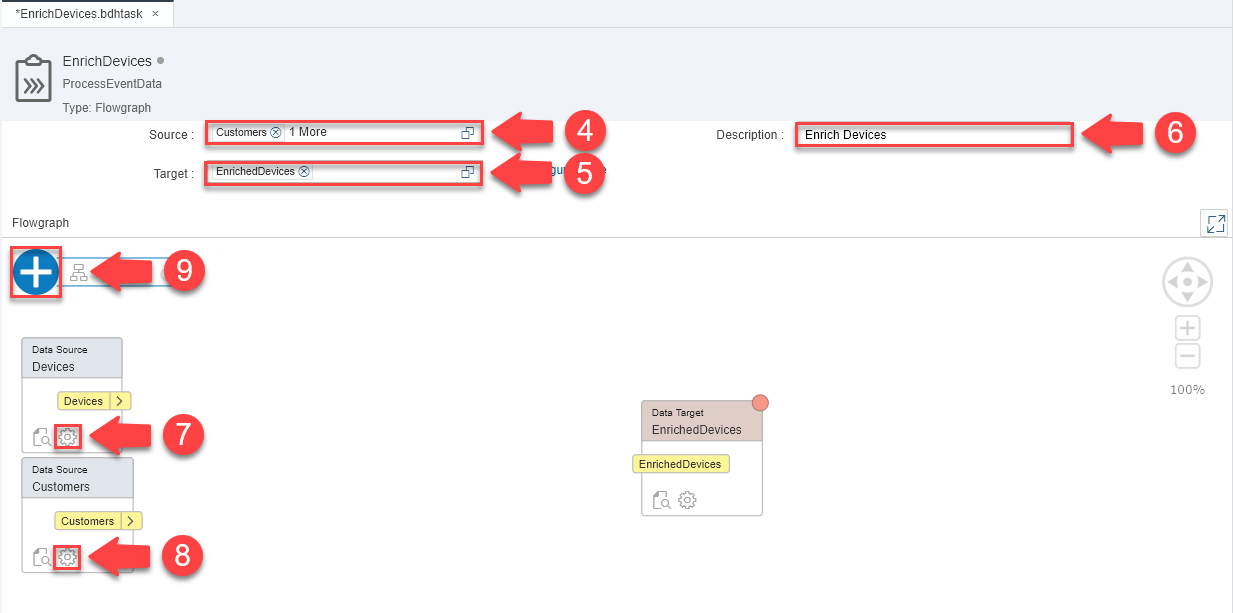 *EnrichDevices.bdhtask ×
EnrichDevices
ProcessEventData
Type: Flowgraph
Source : Customers 1 More 4
Description : Enrich Devices 6
Target : EnrichedDevices 5
Flowgraph
9
Data Source
Devices
Devices
7
Data Source
Customers
Customers
8
Data Target
EnrichedDevices
EnrichedDevices
100%